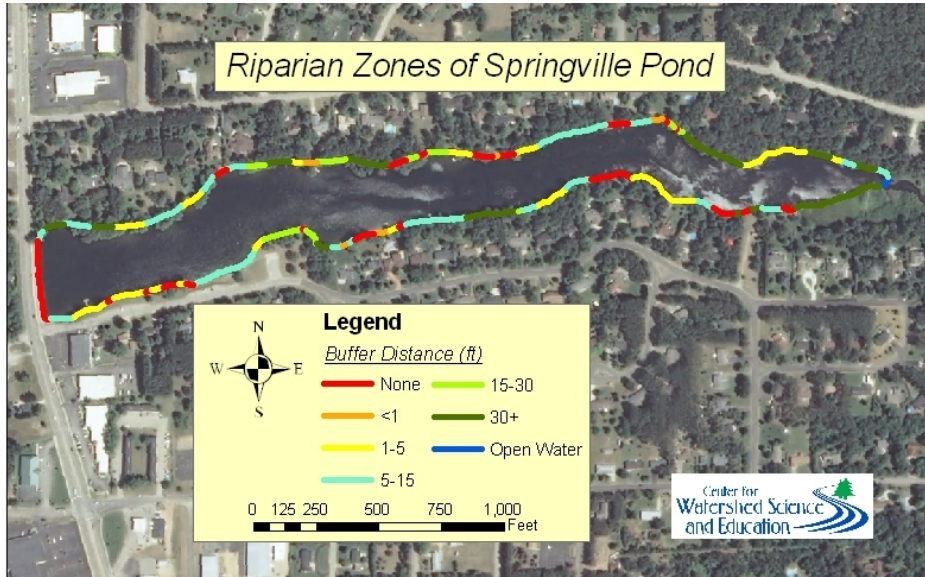 Riparian Zones of Springville Pond
N
W E
S
Legend
Buffer Distance (ft)
None
<1
1-5
5-15
15-30
30+
Open Water
0 125 250 500 750 1,000
Feet
Center for
Watershed Science
and Education